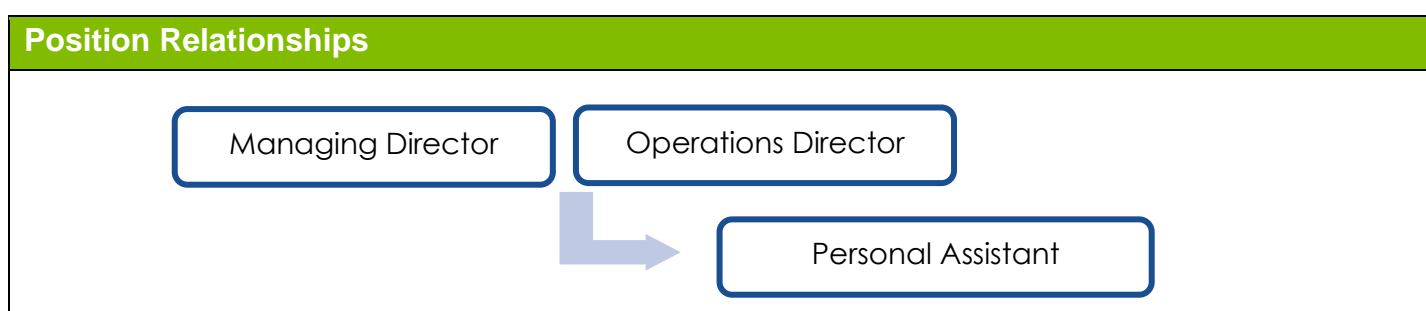 Position Relationships
Managing Director
Operations Director
Personal Assistant